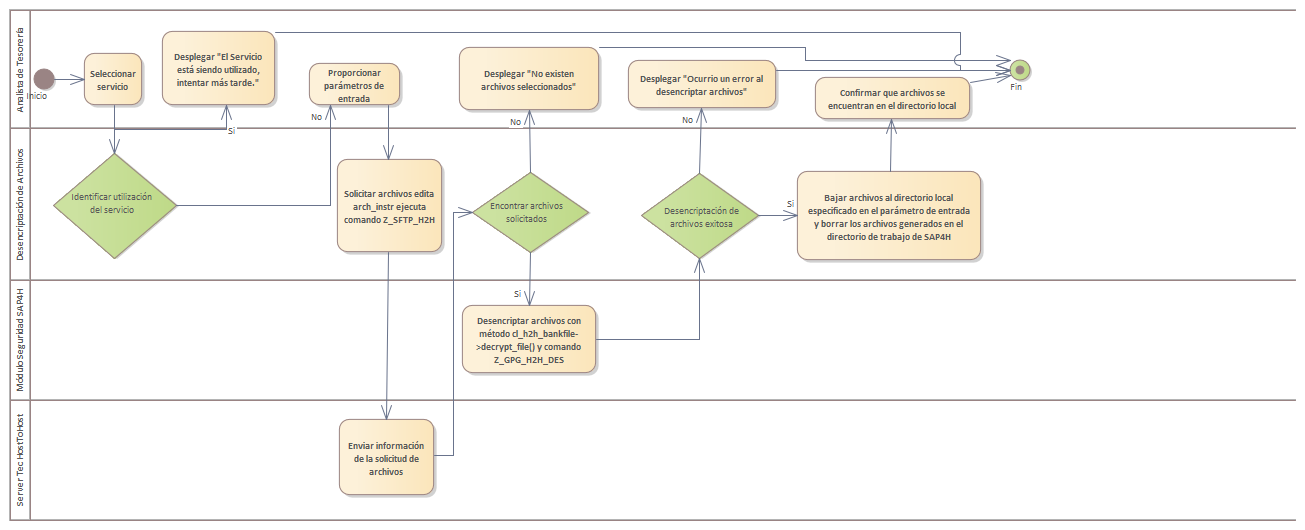 Analista de Tesorería
Inicio
Seleccionar
servicio
Desplegar "El Servicio
está siendo utilizado,
intentar más tarde."
Si
Proporcionar
parámetros de
entrada
No
Desplegar "No existen
archivos seleccionados"
No
Desplegar "Ocurrio un error al
desencriptar archivos"
No
Confirmar que archivos se
encuentran en el directorio local
Fin
Desencriptación de Archivos
Identificar utilización
del servicio
Solicitar archivos edita
arch_instr ejecuta
comando Z_SFTP_H2H
Encontrar archivos
solicitados
Si
Desencriptación de
archivos exitosa
Si
Bajar archivos al directorio local
especificado en el parámetro de entrada
y borrar los archivos generados en el
directorio de trabajo de SAP4H
Módulo Seguridad SAP4H
Desencriptar archivos con
método cl_h2h_bankfile-
>decrypt_file() y comando
Z_GPG_H2H_DES
Server Tec HostToHost
Enviar información
de la solicitud de
archivos